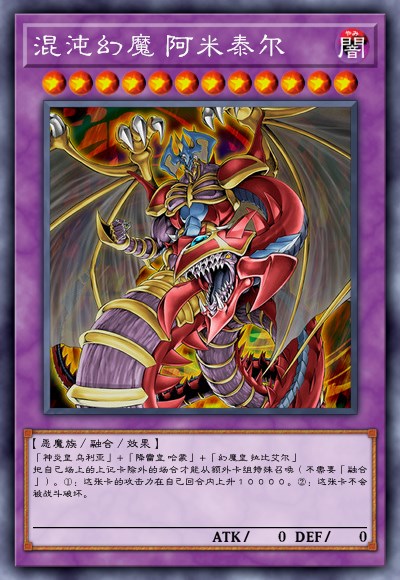 混沌幻魔 阿米泰尔
やみ
闇
【恶魔族／融合／效果】
「神炎皇 乌利亚」＋「降雷皇 哈蒙」＋「幻魔皇 拉比艾尔」
把自己场上的上记卡除外的场合才能从额外卡组特殊召唤（不需要「融合
」）。①：这张卡的攻击力在自己回合内上升１００００。②：这张卡不会
被战斗破坏。
ATK/ 0 DEF/ 0